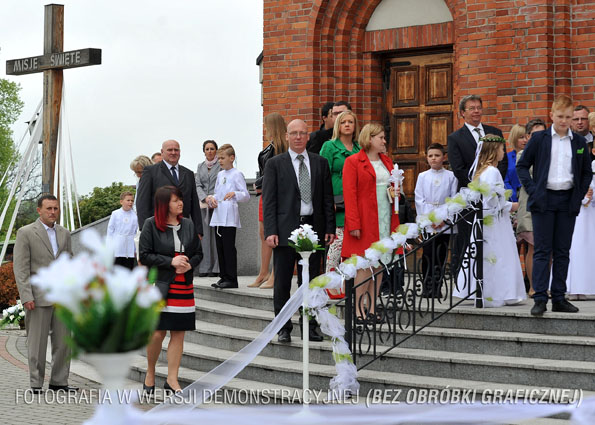 MISJE ŚWIĘTE
FOTOGRAFIA W WERSJI DEMONSTRACYJNEJ (BEZ OBRÓBKI GRAFICZNEJ)